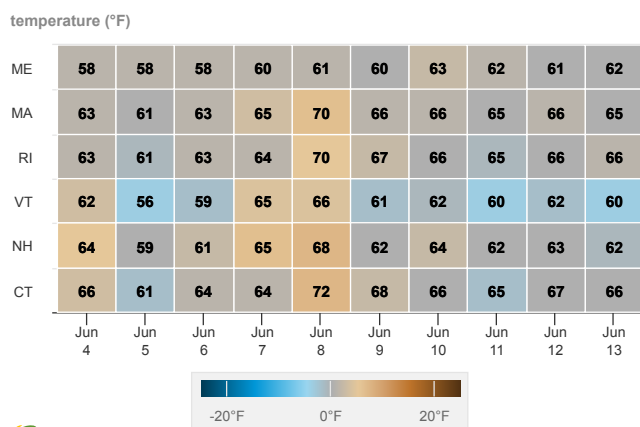 temperature (°F)
ME 58 58 58 60 61 60 63 62 61 62
MA 63 61 63 65 70 66 66 65 66 65
RI 63 61 63 64 70 67 66 65 66 66
VT 62 56 59 65 66 61 62 60 62 60
NH 64 59 61 65 68 62 64 62 63 62
CT 66 61 64 64 72 68 66 65 67 66
Jun Jun Jun Jun Jun Jun Jun Jun Jun Jun
4 5 6 7 8 9 10 11 12 13
-20°F 0°F 20°F